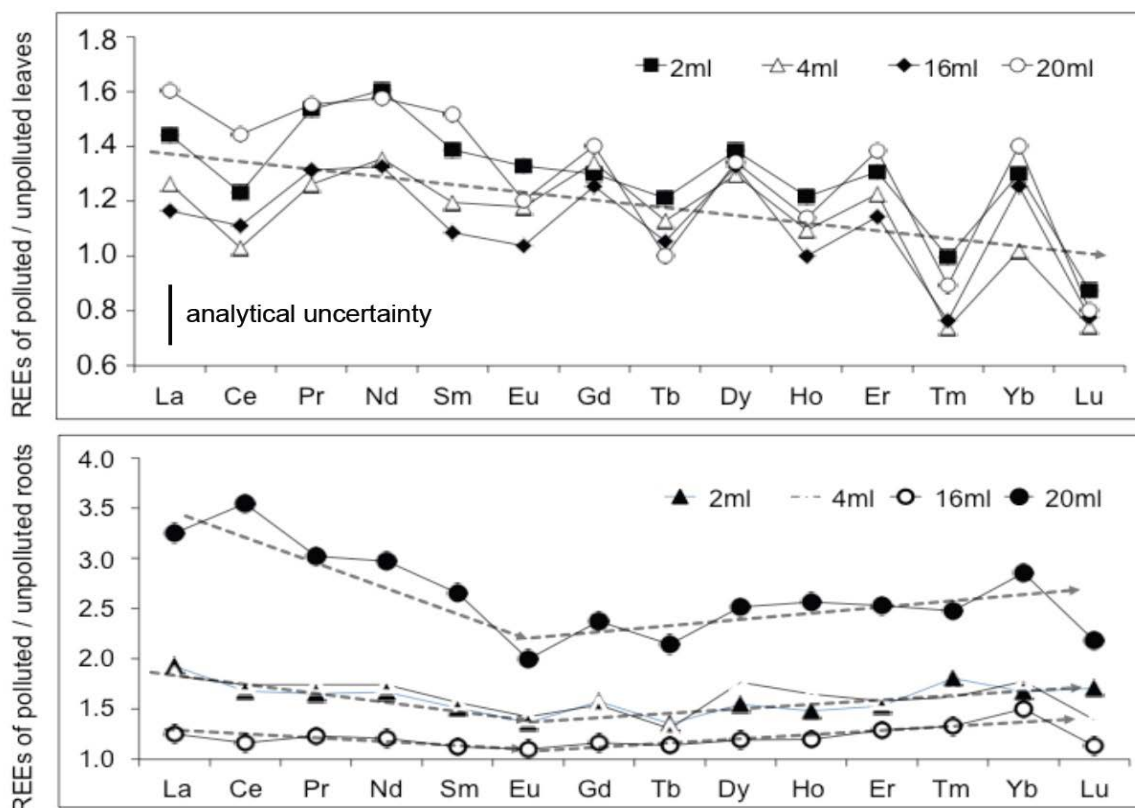 REEs of polluted / unpolluted leaves
1.8
1.6
1.4
1.2
1.0
0.8
0.6
2ml 4ml 16ml 20ml
analytical uncertainty
La Ce Pr Nd Sm Eu Gd Tb Dy Ho Er Tm Yb Lu
REEs of polluted / unpolluted roots
4.0
3.5
3.0
2.5
2.0
1.5
1.0
2ml 4ml 16ml 20ml
La Ce Pr Nd Sm Eu Gd Tb Dy Ho Er Tm Yb Lu